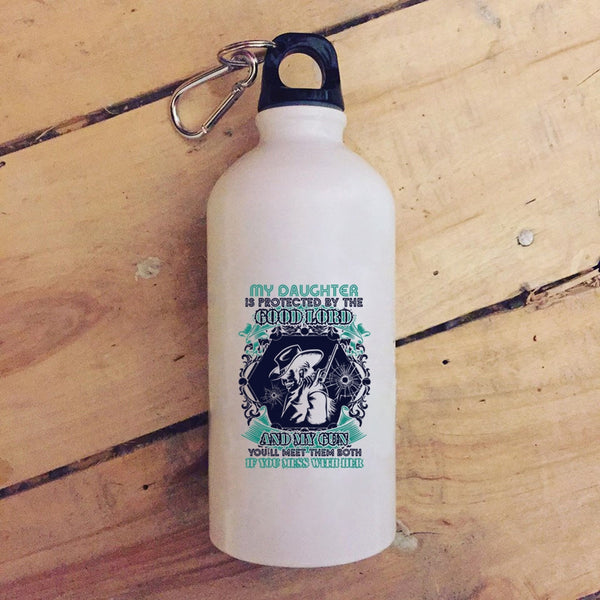 MY DAUGHTER
IS PROTECTED BY THE
GOOD LORD
AND MY GUN,
YOU'LL MEET THEM BOTH
IF YOU MESS WITH HER